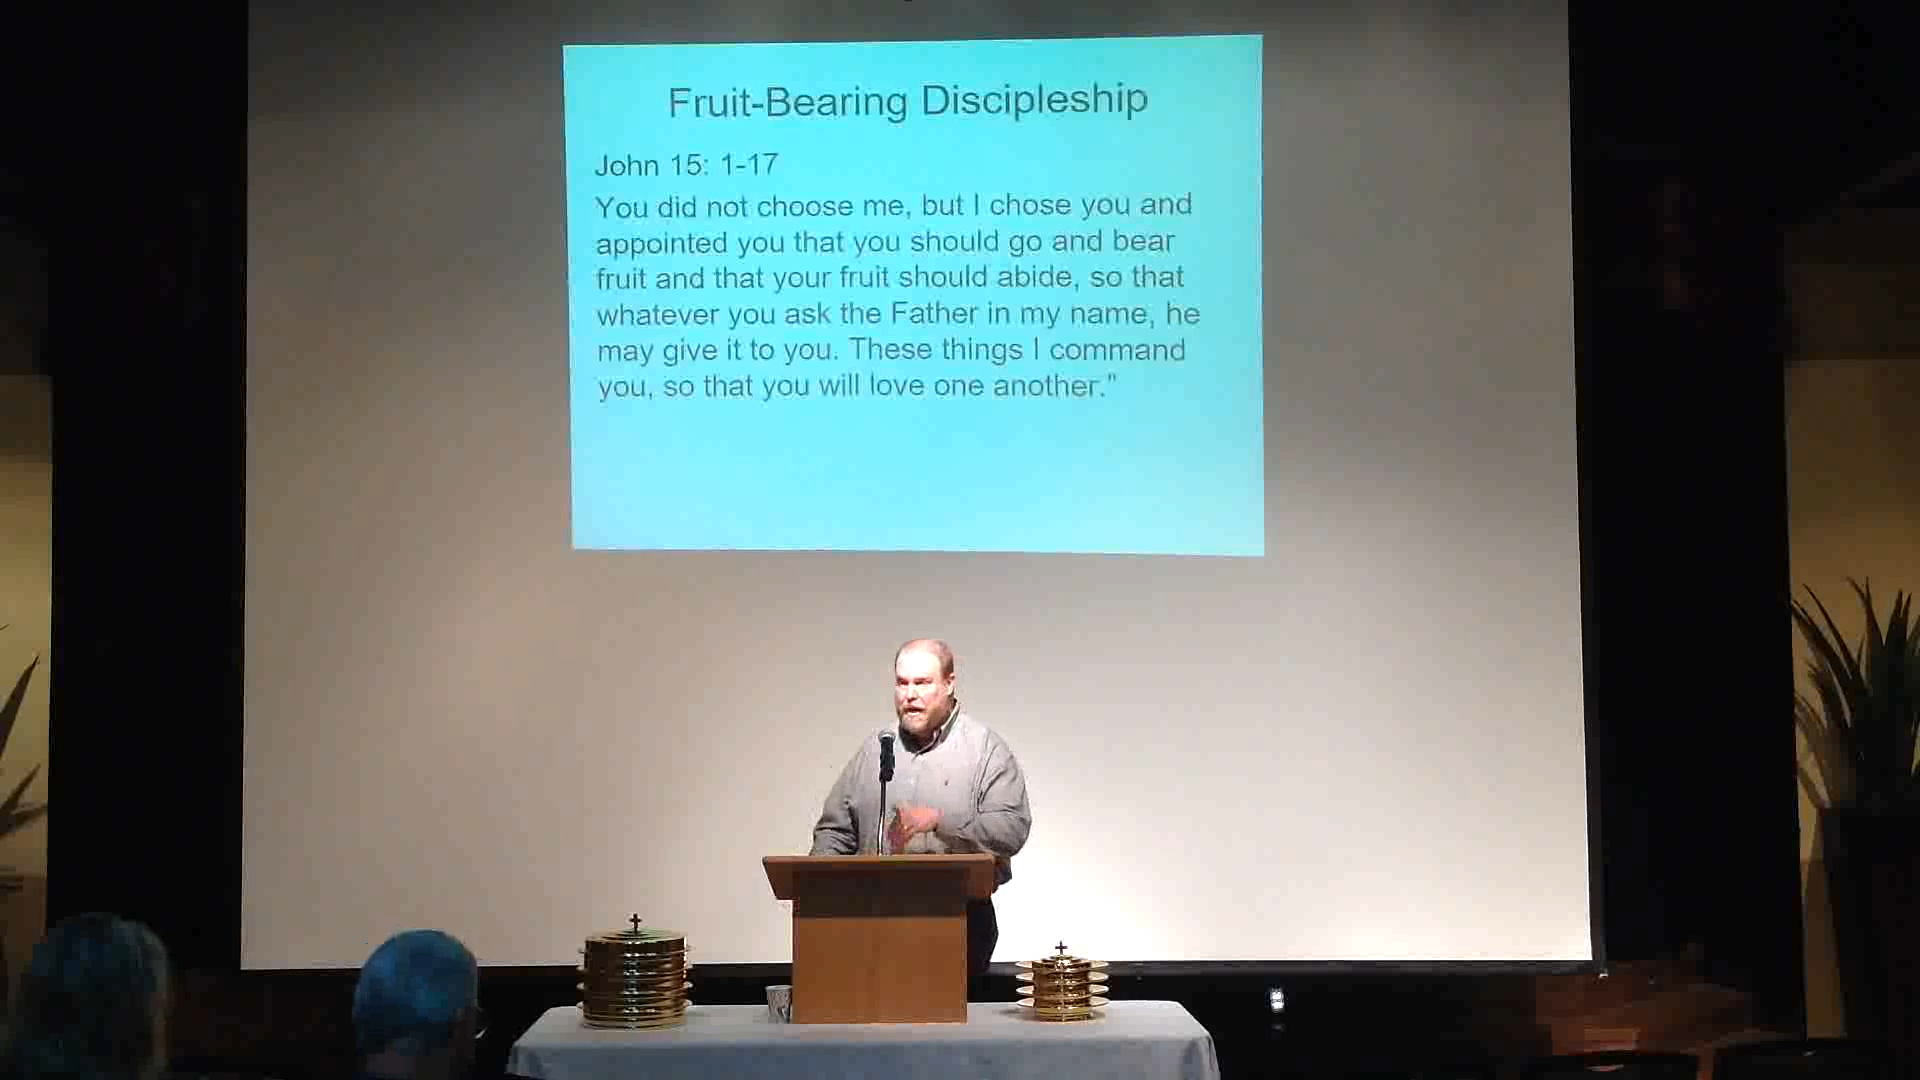 Fruit-Bearing Discipleship
John 15: 1-17
You did not choose me, but I chose you and
appointed you that you should go and bear
fruit and that your fruit should abide, so that
whatever you ask the Father in my name, he
may give it to you. These things I command
you, so that you will love one another."